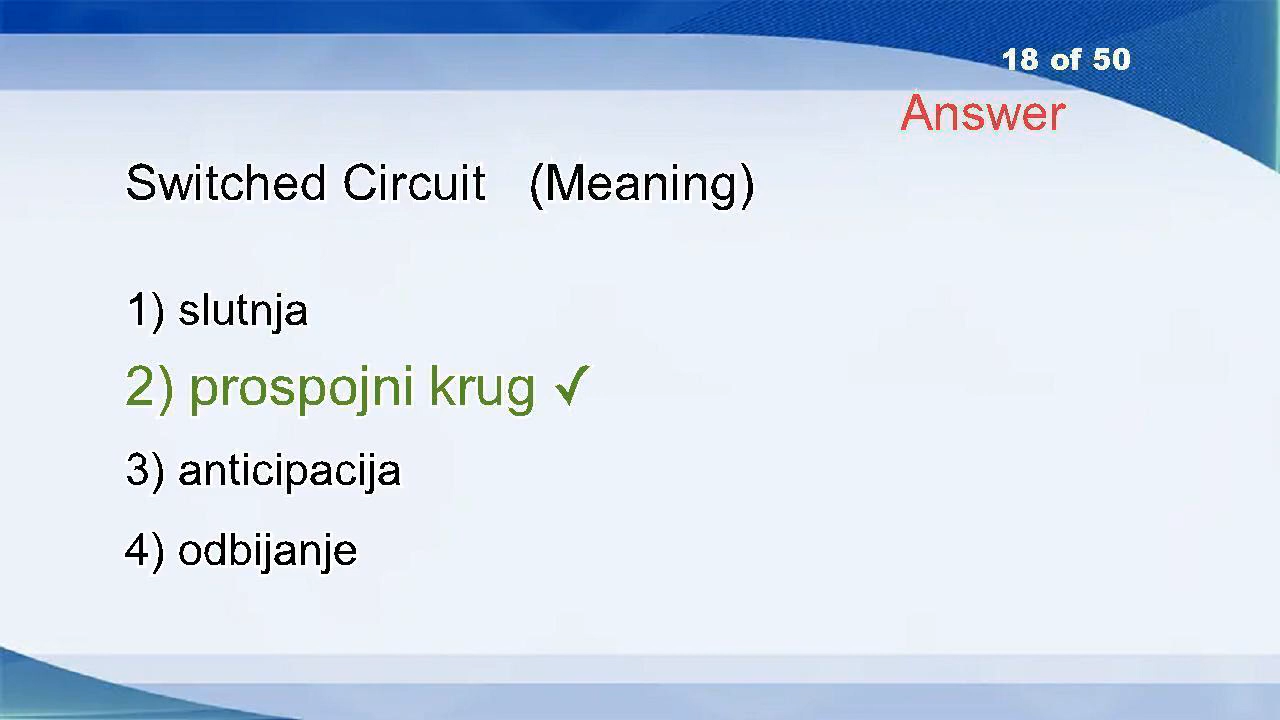 18 of 50
Answer
Switched Circuit (Meaning)
1) slutnja
2) prospojni krug ✓
3) anticipacija
4) odbijanje